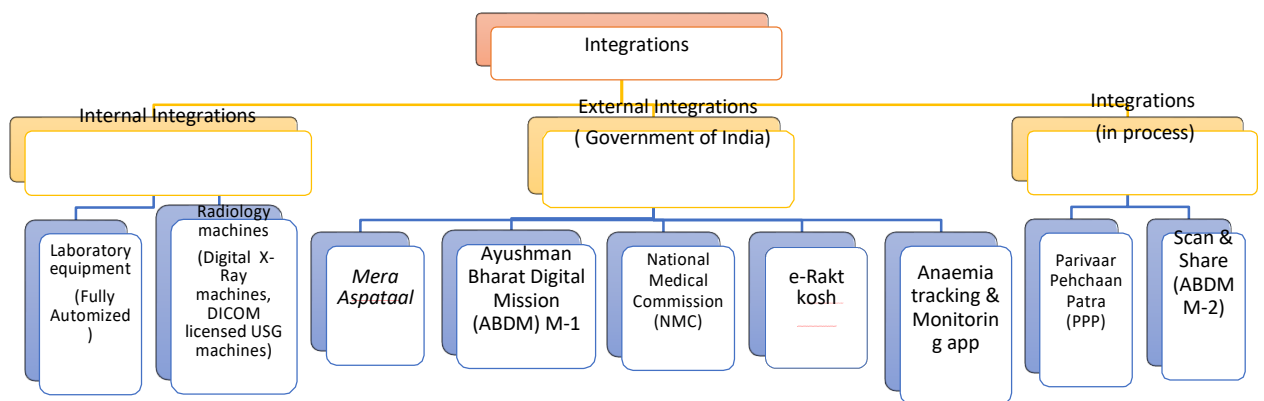 Integrations
Internal Integrations
External Integrations
( Government of India)
Integrations
(in process)
Laboratory
equipment
(Fully
Automized
)
Radiology
machines
(Digital X-
Ray
machines,
DICOM
licensed USG
machines)
Mera
Aspataal
Ayushman
Bharat Digital
Mission
(ABDM) M-1
National
Medical
Commission
(NMC)
e-Rakt
kosh
Anaemia
tracking &
Monitorin
g app
Parivaar
Pehchaan
Patra
(PPP)
Scan &
Share
(ABDM
M-2)